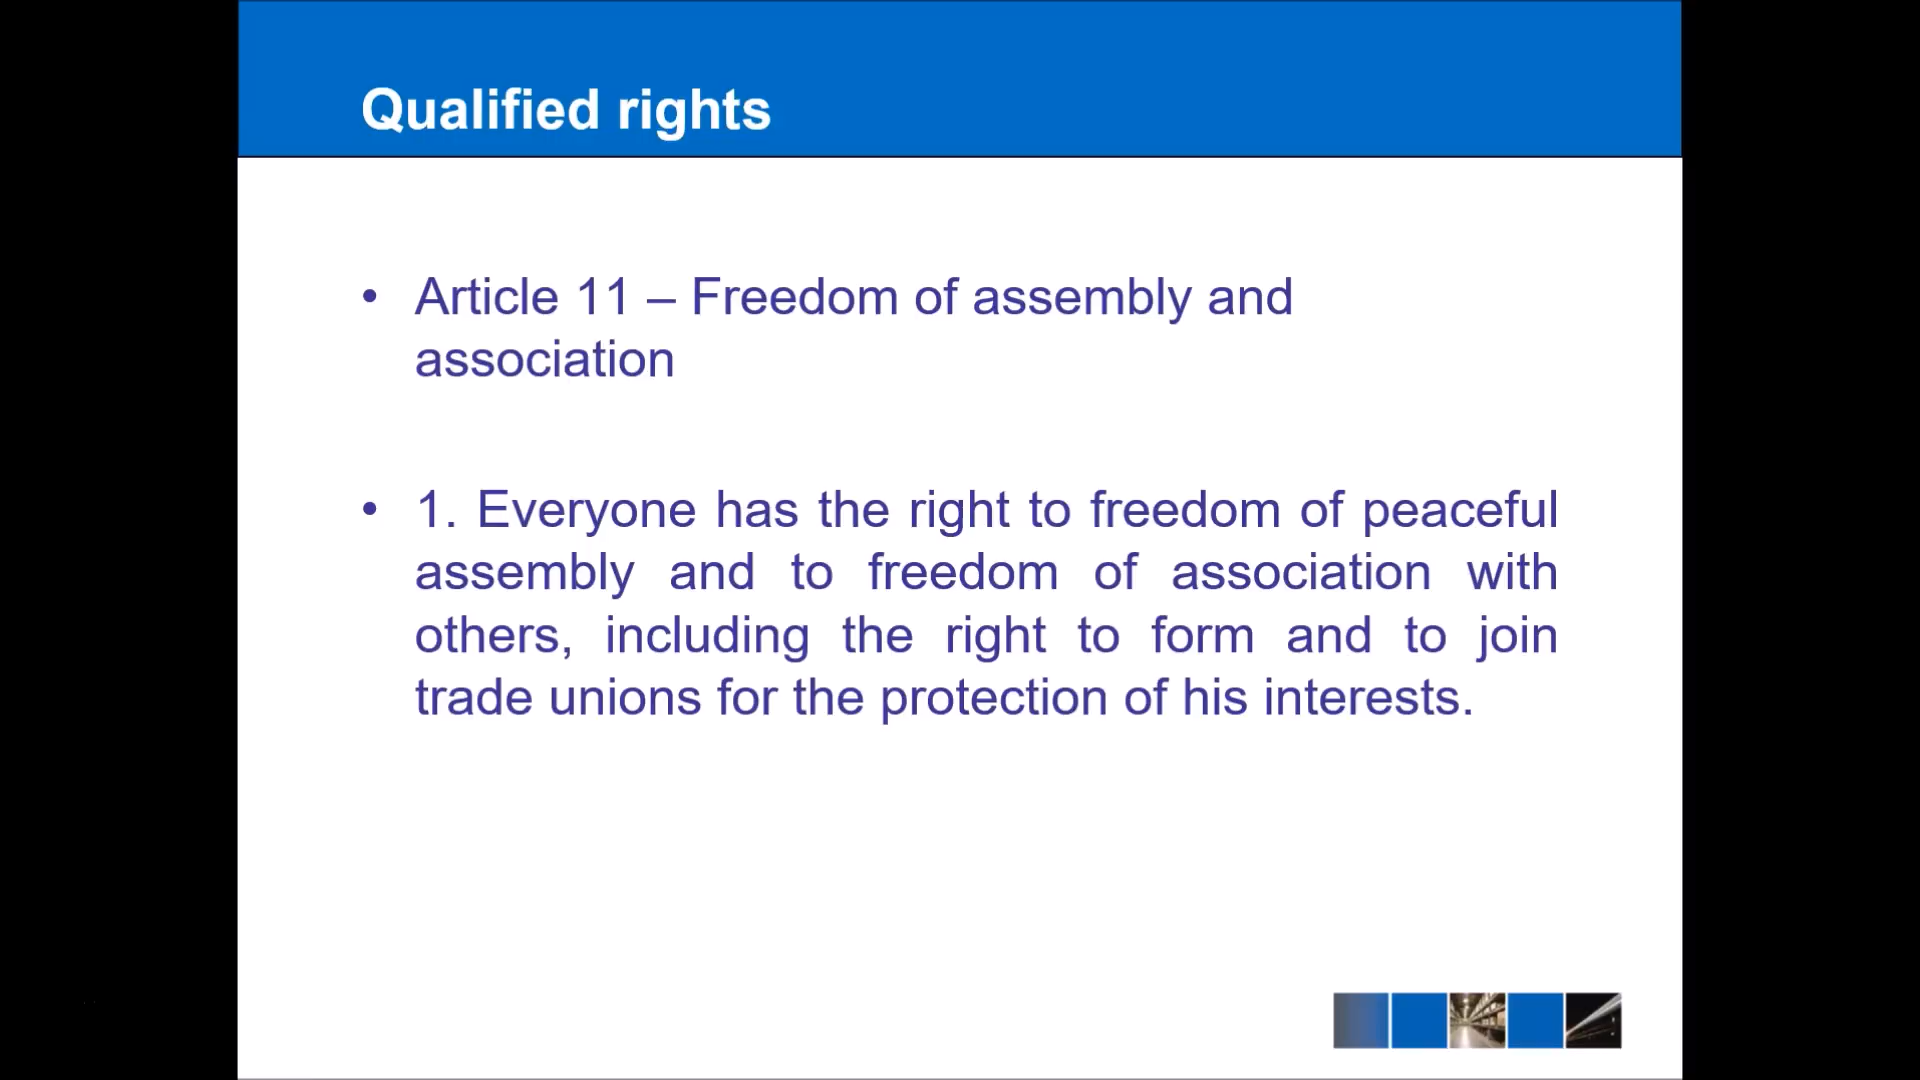 Qualified rights
• Article 11 – Freedom of assembly and
association
• 1. Everyone has the right to freedom of peaceful
assembly and to freedom of association with
others, including the right to form and to join
trade unions for the protection of his interests.